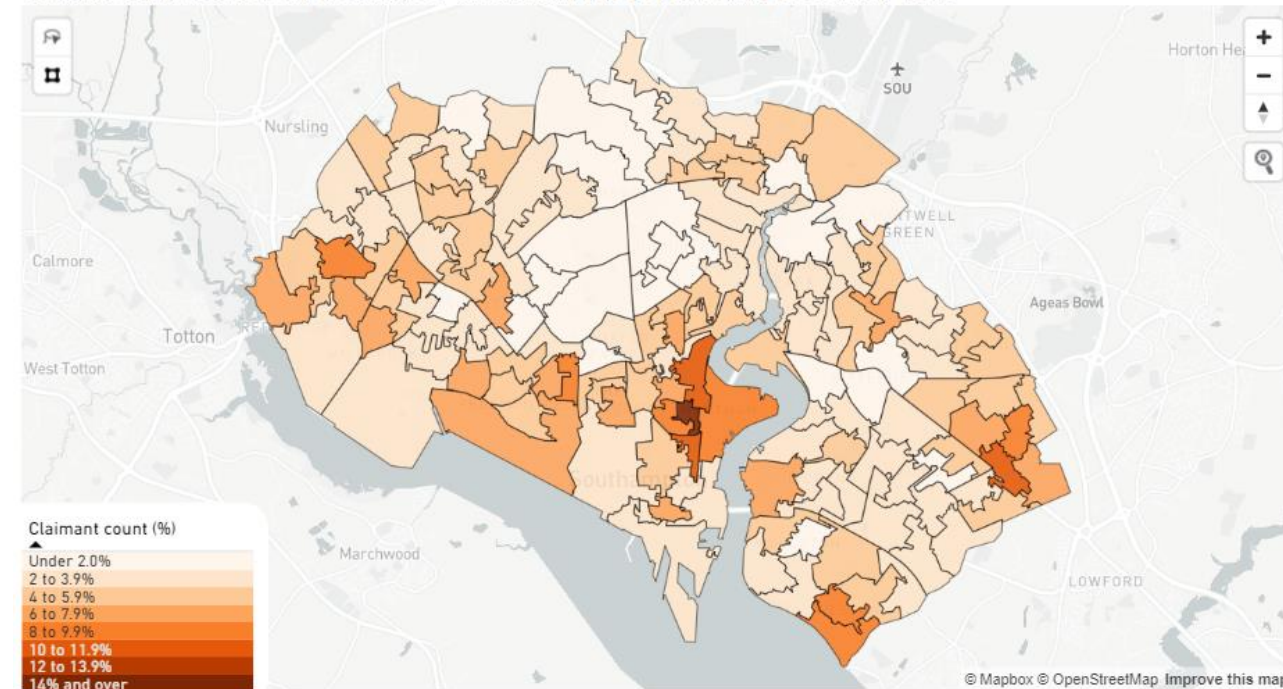 Nursling
SOU
Horton He
Calmore
Totton
West Totton
GREEN
Ageas Bowl
Southampton
Marchwood
LOWFORD
Claimant count (%)
Under 2.0%
2 to 3.9%
4 to 5.9%
6 to 7.9%
8 to 9.9%
10 to 11.9%
12 to 13.9%
14% and over
© Mapbox © OpenStreetMap Improve this map